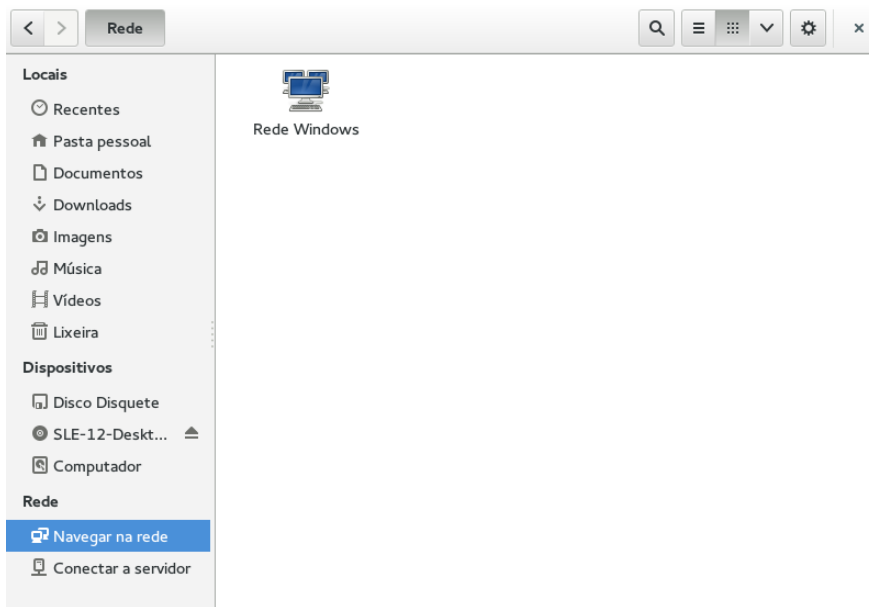 Rede
Locais
Recentes
Pasta pessoal
Documentos
Downloads
Imagens
Música
Vídeos
Lixeira
Dispositivos
Disco Disquete
SLE-12-Deskt...
Computador
Rede
Navegar na rede
Conectar a servidor
Rede Windows